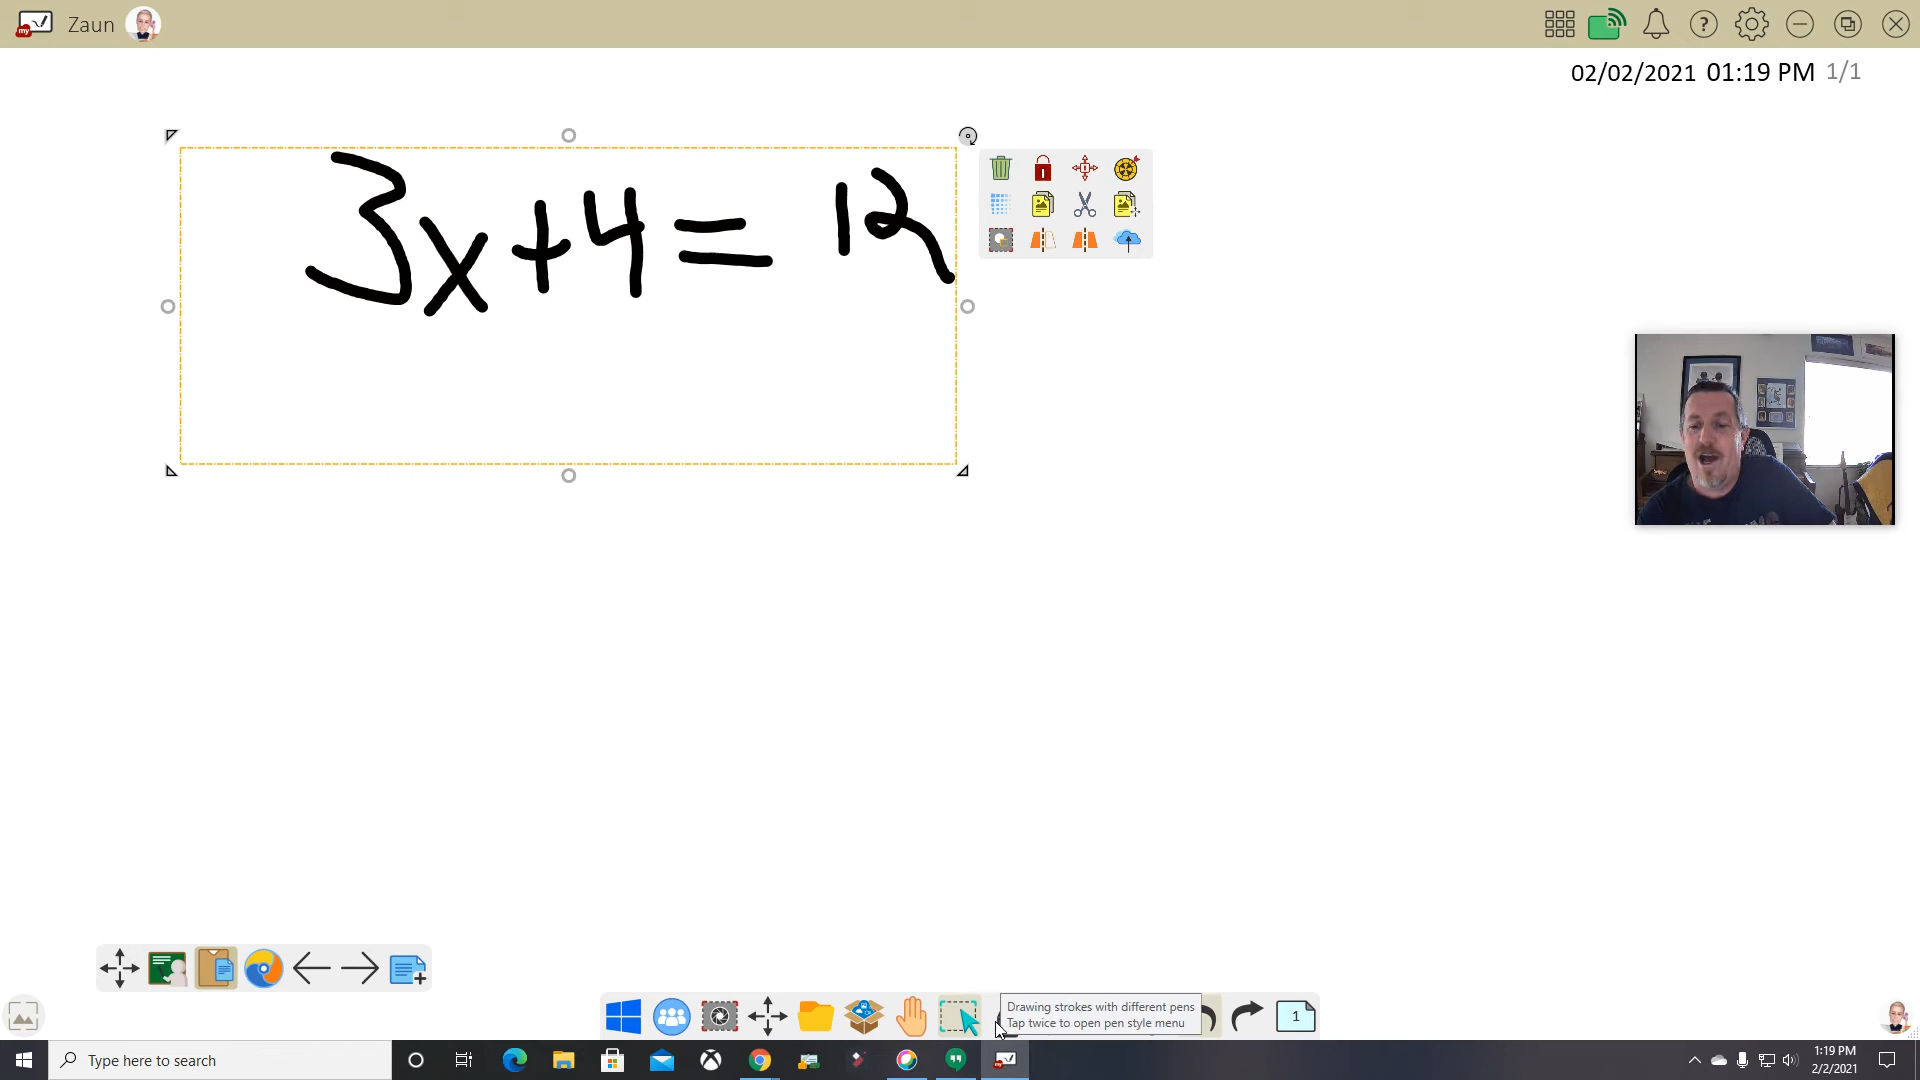 my Zaun
02/02/2021 01:19 PM 1/1
3x+4=12
Drawing strokes with different pens
Tap twice to open pen style menu
1
Type here to search
1:19 PM
2/2/2021